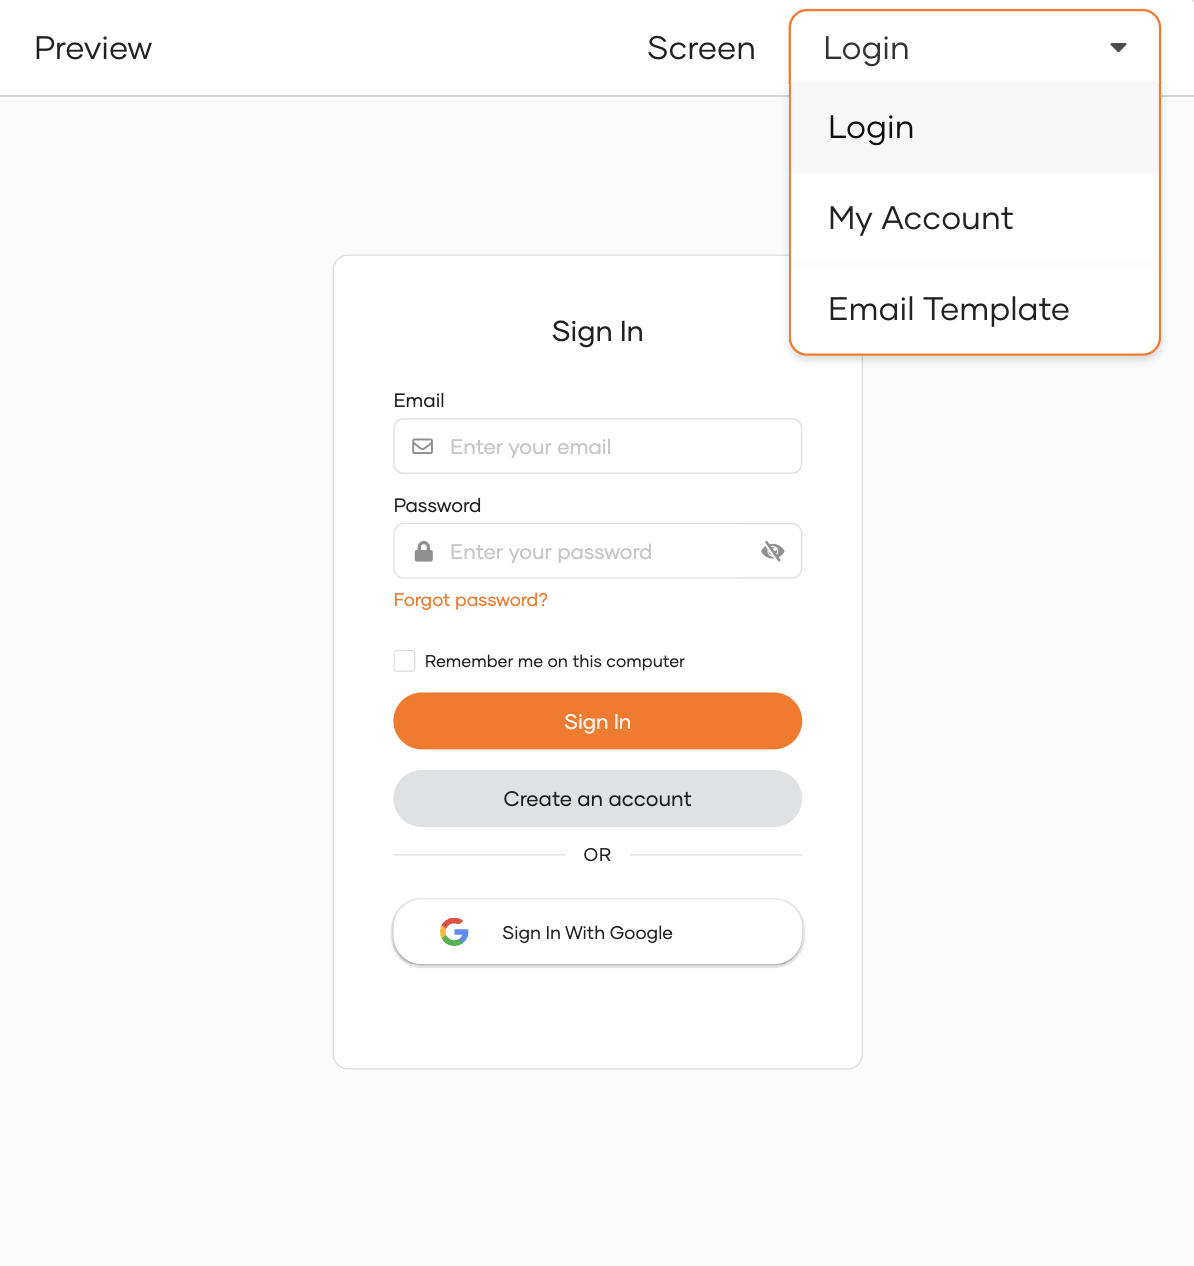 Preview
Screen
Login
Login
My Account
Email Template
Sign In
Email
Enter your email
Password
Enter your password
Forgot password?
Remember me on this computer
Sign In
Create an account
OR
Sign In With Google